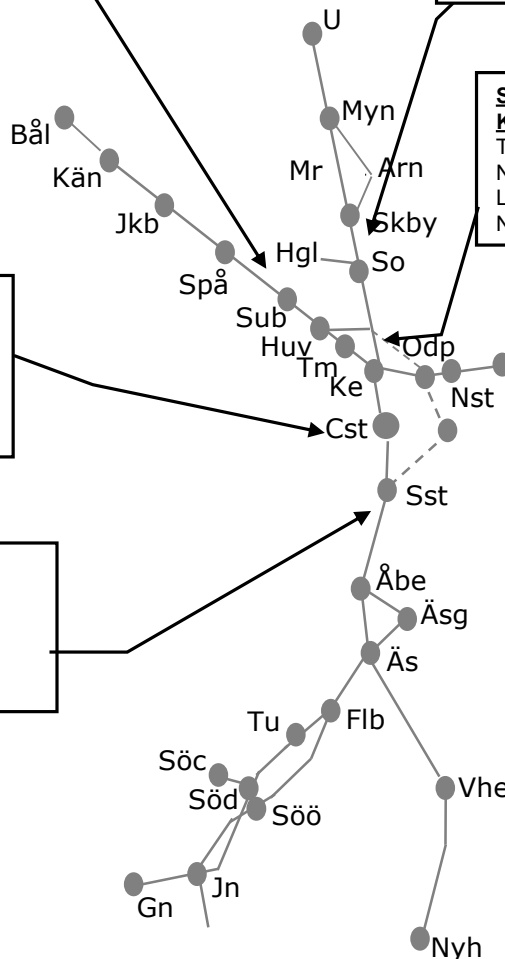 U
Myn
Bål
Mr
Arn
Kän
Jkb
Skby
Hgl
So
Spå
Sub
Huv
Odp
Tm
Ke
Nst
Cst
Sst
Åbe
Äsg
Äs
Flb
Tu
Söc
Vhe
Söd
Söö
Jn
Gn
Nyh
S
K
T
N
L
N